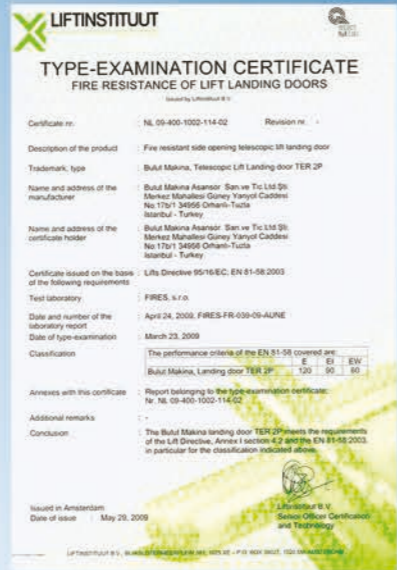 LIFTINSTITUUT
TYPE-EXAMINATION CERTIFICATE
FIRE RESISTANCE OF LIFT LANDING DOORS
Issued by Liftinstituut B.V.
Certificate nr. : NL 09-400-1002-114-02 Revision nr. : -
Description of the product : Fire resistant side opening telescopic lift landing door
Trademark, type : Bulut Makina, Telescopic Lift Landing door TER 2P
Name and address of the : Bulut Makina Asansör San.ve Tic.Ltd.Şti.
manufacturer Merkez Mahallesi Güney Yanyol Caddesi
No:17b/1 34956 Orhanlı-Tuzla
Istanbul - Turkey
Name and address of the : Bulut Makina Asansör San.ve Tic.Ltd.Şti.
certificate holder Merkez Mahallesi Güney Yanyol Caddesi
No:17b/1 34956 Orhanlı-Tuzla
Istanbul - Turkey
Certificate issued on the basis : Lifts Directive 95/16/EC; EN 81-58:2003
of the following requirements
Test laboratory : FIRES, s.r.o.
Date and number of the : April 24, 2009, FIRES-FR-039-09-AUNE
laboratory report
Date of type-examination : March 23, 2009
Classification : The performance criteria of the EN 81-58 covered are:
E EI EW
Bulut Makina, Landing door TER 2P 120 90 60
Annexes with this certificate : Report belonging to the type-examination certificate:
Nr. NL 09-400-1002-114-02
Additional remarks : -
Conclusion : The Bulut Makina landing door TER 2P meets the requirements
of the Lift Directive, Annex I section 4.2 and the EN 81-58:2003,
in particular for the classification indicated above.
Issued in Amsterdam
Date of issue : May 29, 2009
Liftinstituut B.V.
Senior Officer Certification
and Technology
LIFTINSTITUUT B.V.